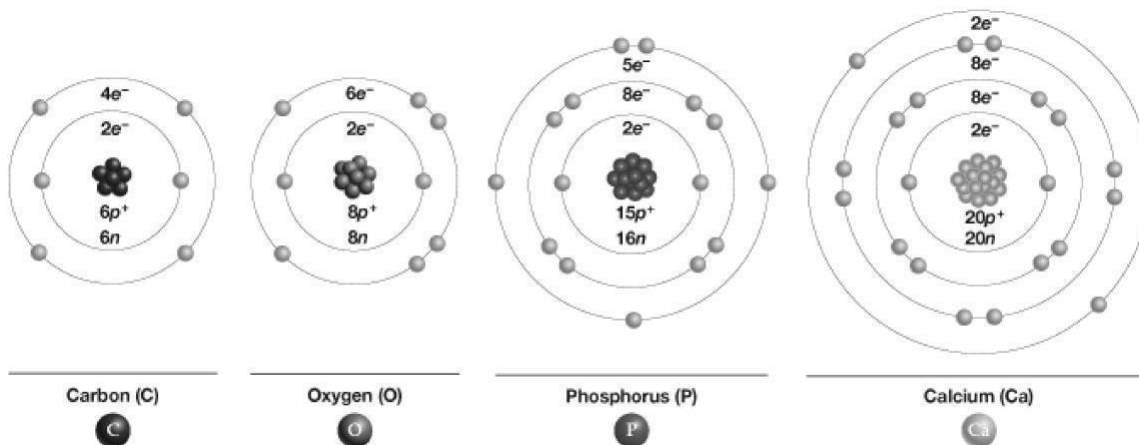 4e⁻
2e⁻
6p⁺
6n
Carbon (C)
C
6e⁻
2e⁻
8p⁺
8n
Oxygen (O)
O
5e⁻
8e⁻
2e⁻
15p⁺
16n
Phosphorus (P)
P
2e⁻
8e⁻
8e⁻
2e⁻
20p⁺
20n
Calcium (Ca)
Ca